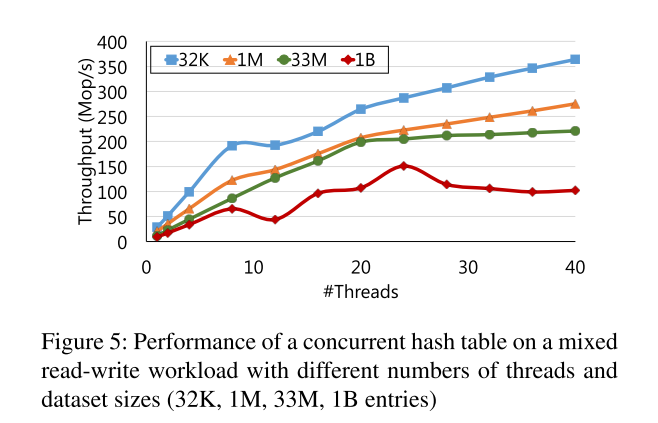 400
350
300
250
200
150
100
50
0
Throughput (Mop/s)
32K 1M 33M 1B
0 10 20 30 40
#Threads
Figure 5: Performance of a concurrent hash table on a mixed
read-write workload with different numbers of threads and
dataset sizes (32K, 1M, 33M, 1B entries)